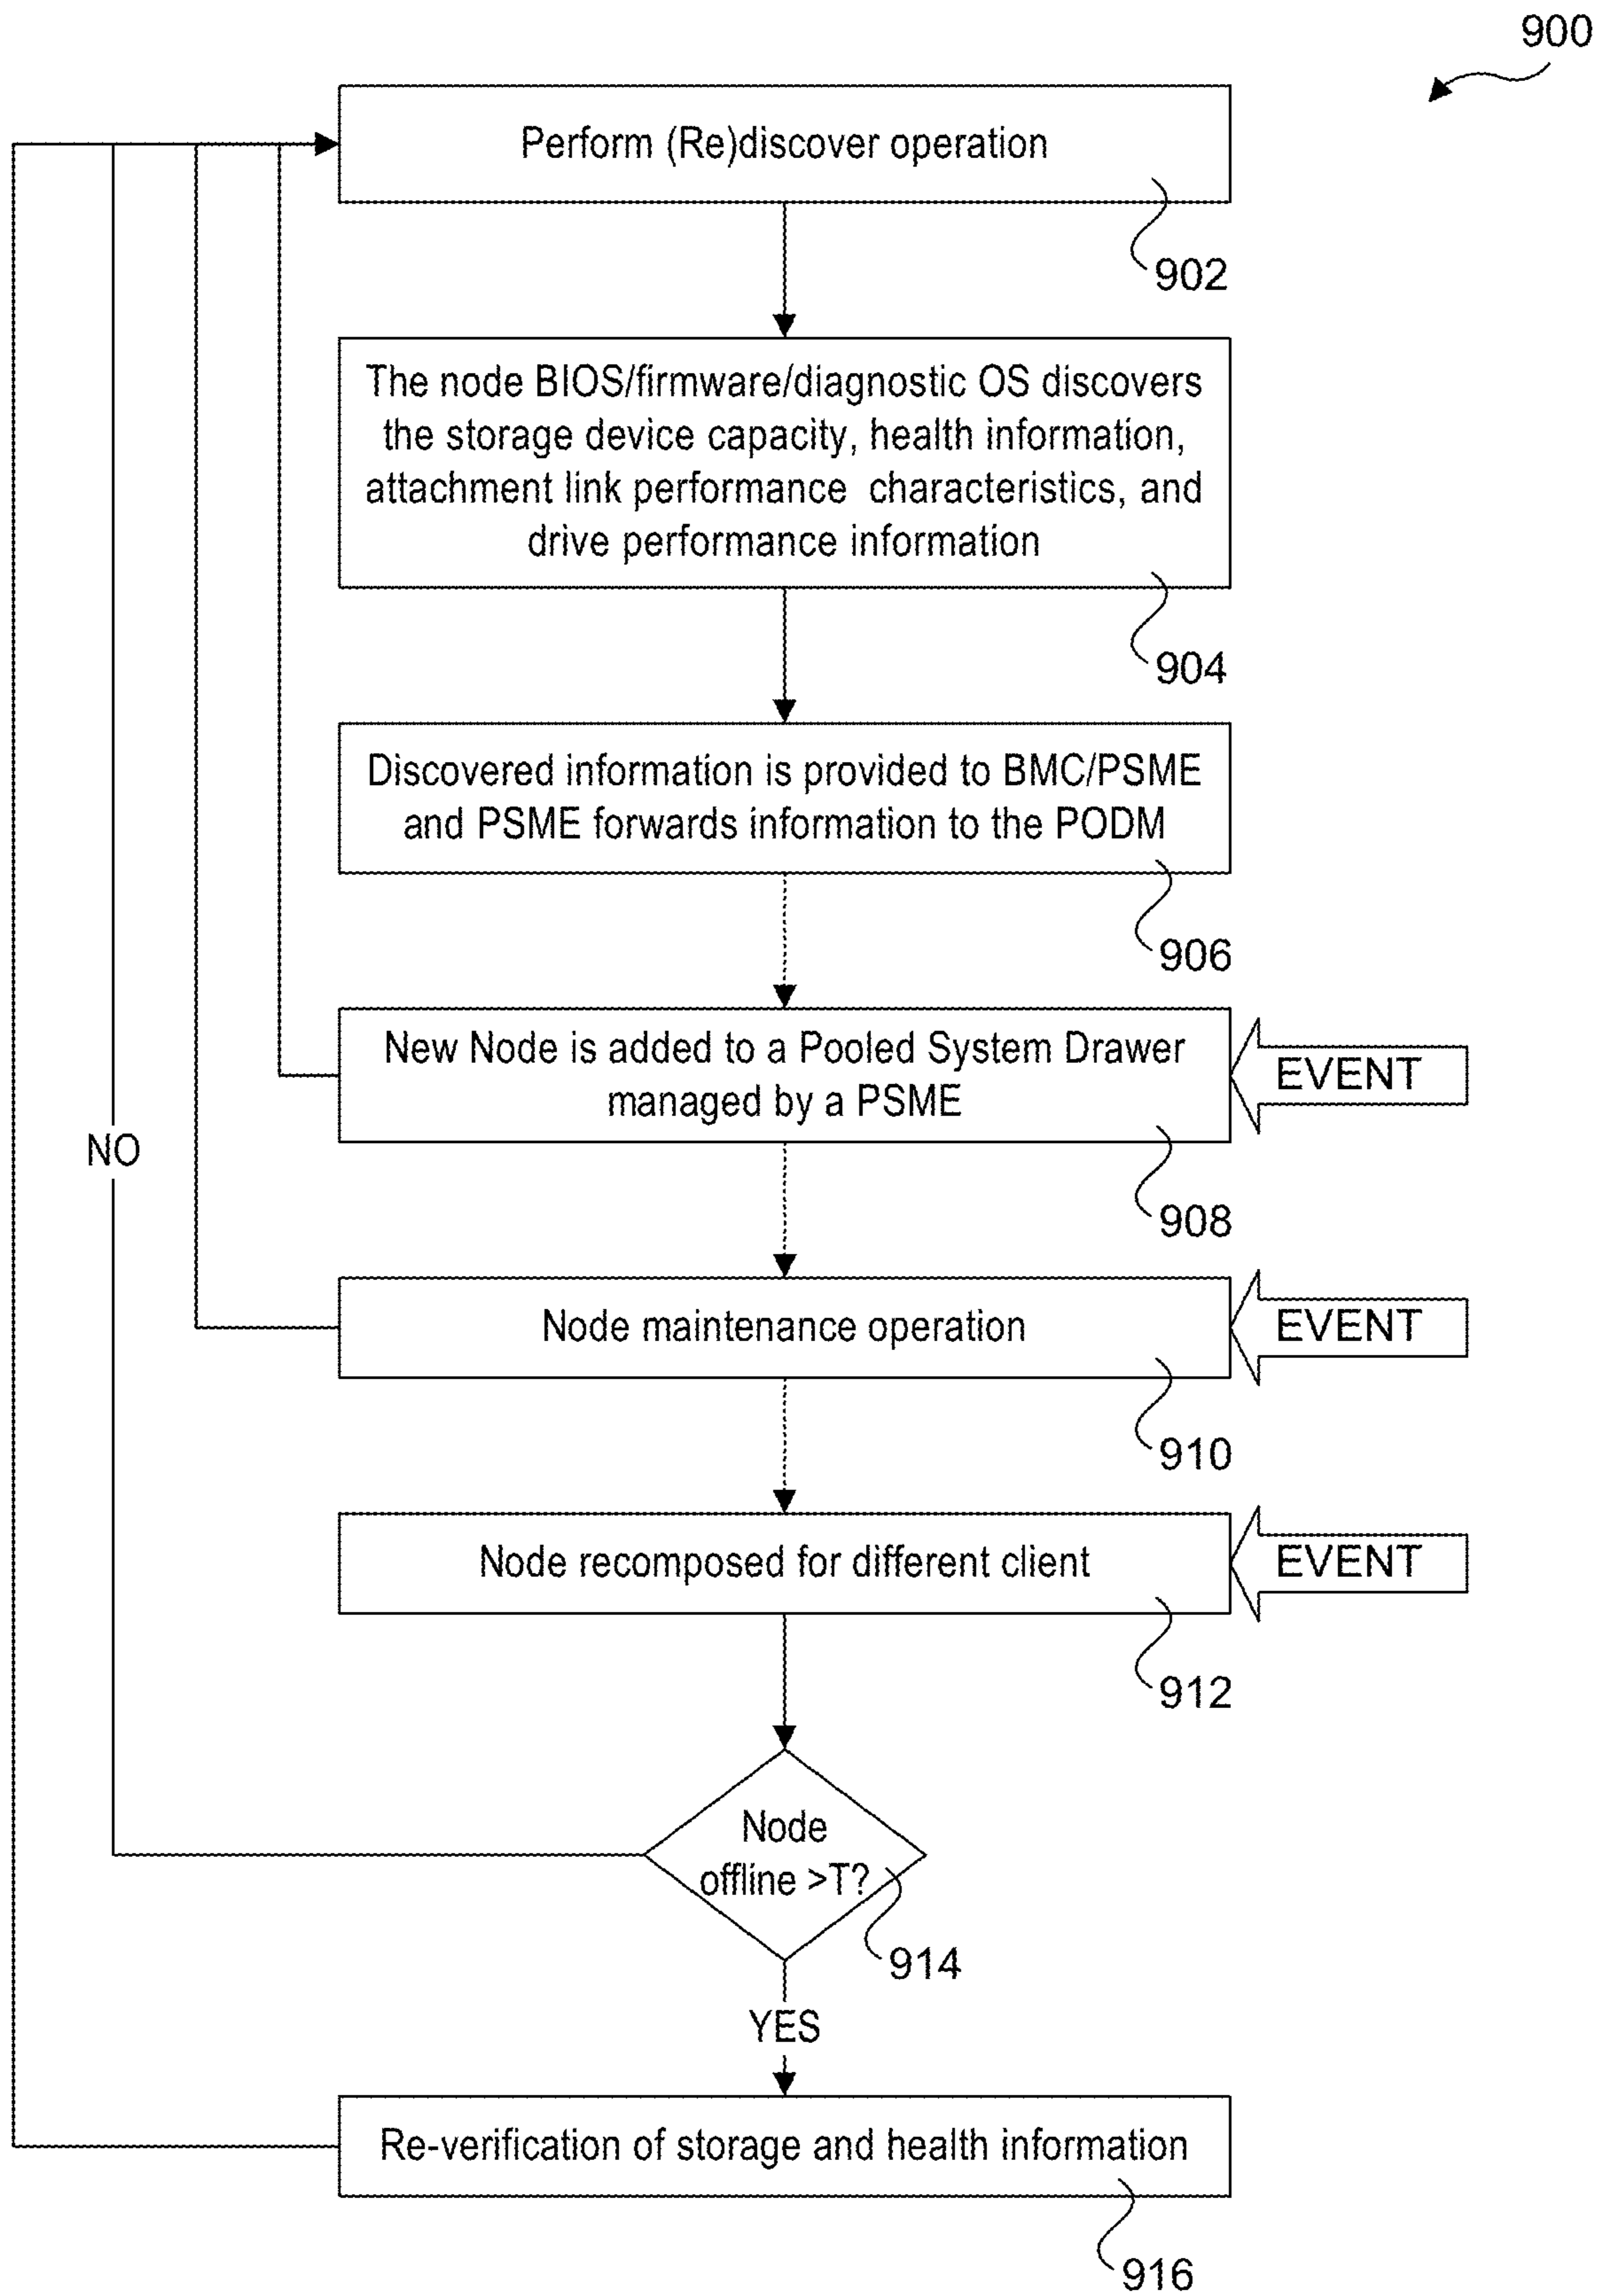 900
Perform (Re)discover operation
902
The node BIOS/firmware/diagnostic OS discovers
the storage device capacity, health information,
attachment link performance characteristics, and
drive performance information
904
Discovered information is provided to BMC/PSME
and PSME forwards information to the PODM
906
New Node is added to a Pooled System Drawer
managed by a PSME
EVENT
908
NO
Node maintenance operation
EVENT
910
Node recomposed for different client
EVENT
912
Node
offline >T?
914
YES
Re-verification of storage and health information
916